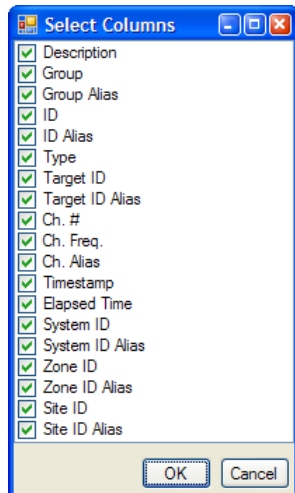 Select Columns
Description
Group
Group Alias
ID
ID Alias
Type
Target ID
Target ID Alias
Ch. #
Ch. Freq.
Ch. Alias
Timestamp
Elapsed Time
System ID
System ID Alias
Zone ID
Zone ID Alias
Site ID
Site ID Alias
OK Cancel